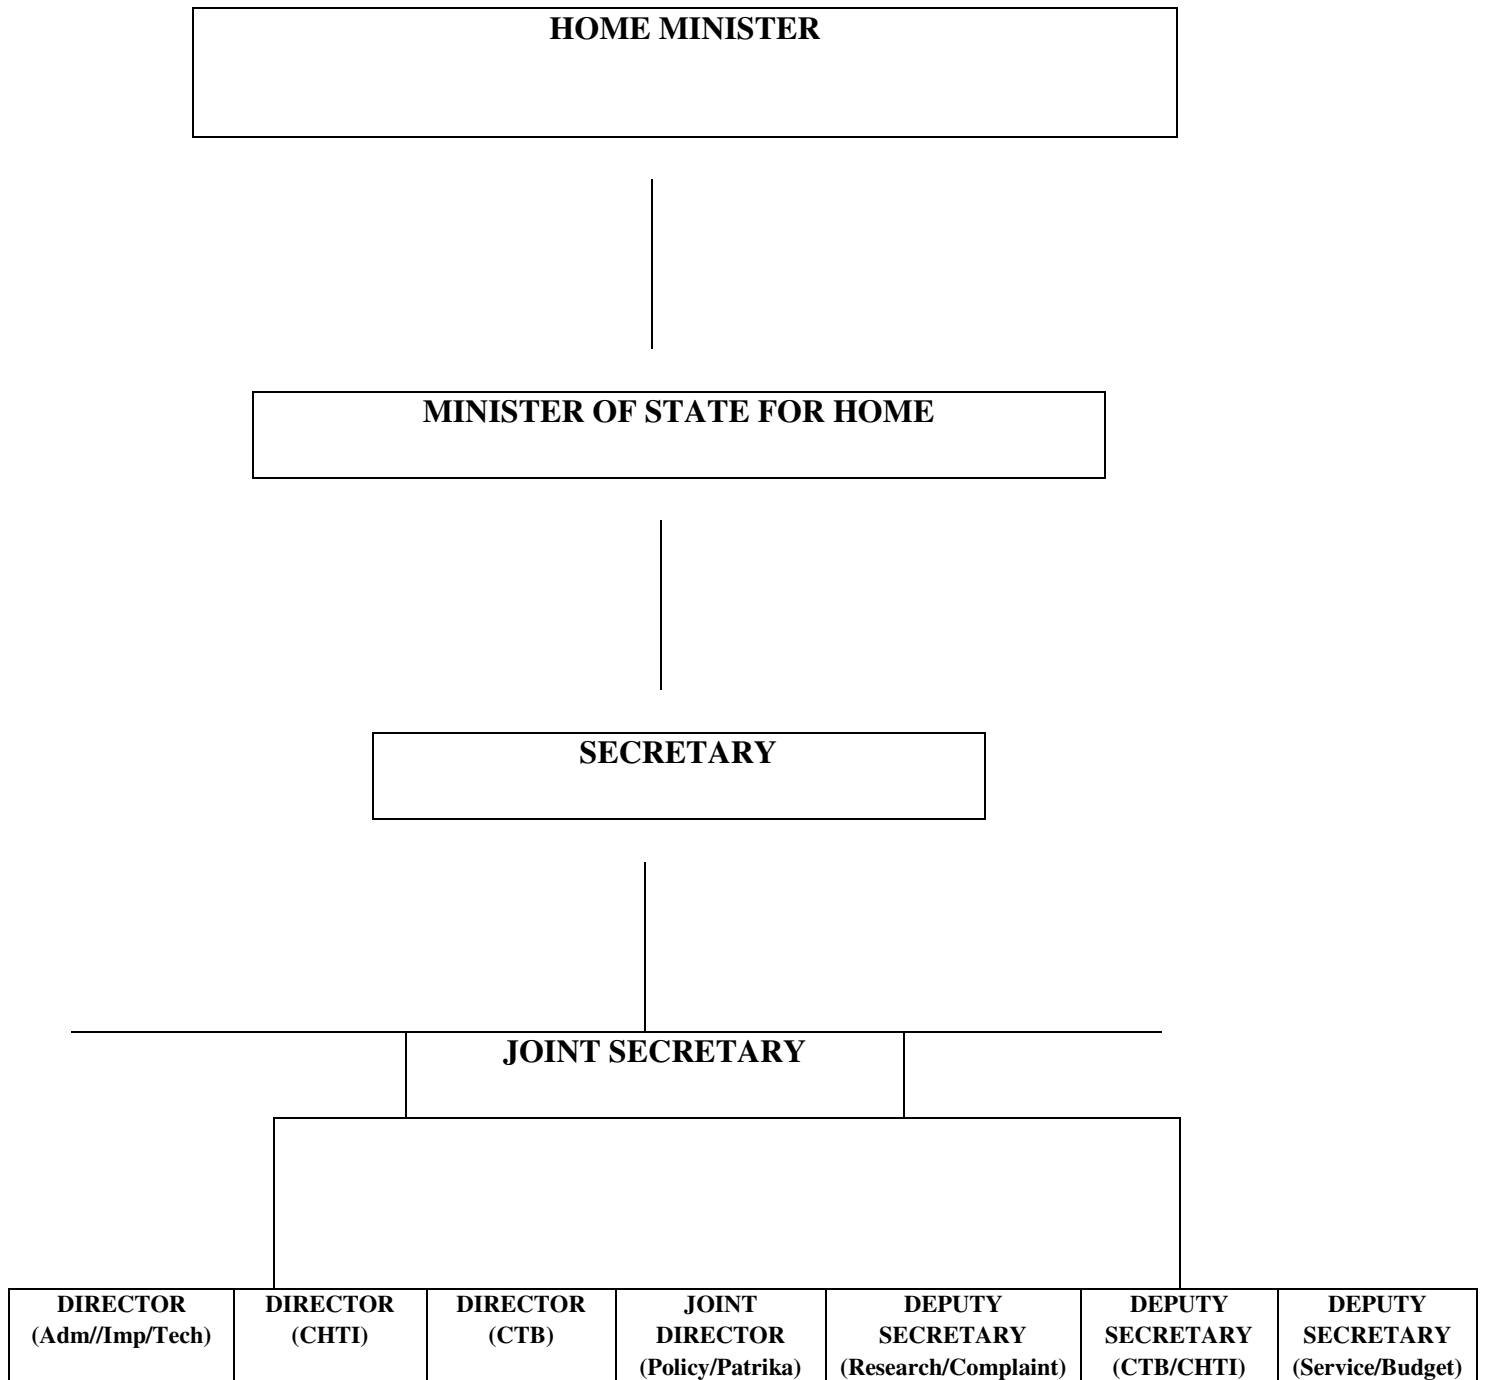 HOME MINISTER
MINISTER OF STATE FOR HOME
SECRETARY
JOINT SECRETARY
DIRECTOR
(Adm//Imp/Tech)
DIRECTOR
(CHTI)
DIRECTOR
(CTB)
JOINT
DIRECTOR
(Policy/Patrika)
DEPUTY
SECRETARY
(Research/Complaint)
DEPUTY
SECRETARY
(CTB/CHTI)
DEPUTY
SECRETARY
(Service/Budget)